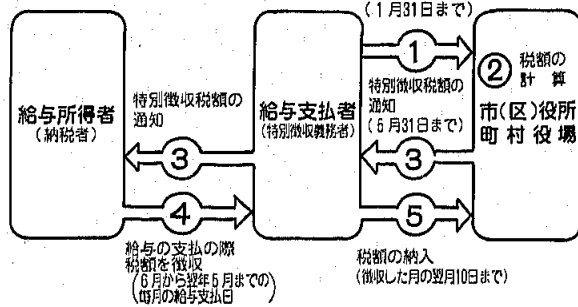 (1月31日まで)
①
② 税額の
計算
市(区)役所
町村役場
給与所得者
(納税者)
特別徴収税額の
通知
③
給与支払者
(特別徴収義務者)
特別徴収税額の
通知
(5月31日まで)
③
④
給与の支払の際
税額を徴収
(6月から翌年5月までの
毎月の給与支払日)
⑤
税額の納入
(徴収した月の翌月10日まで)